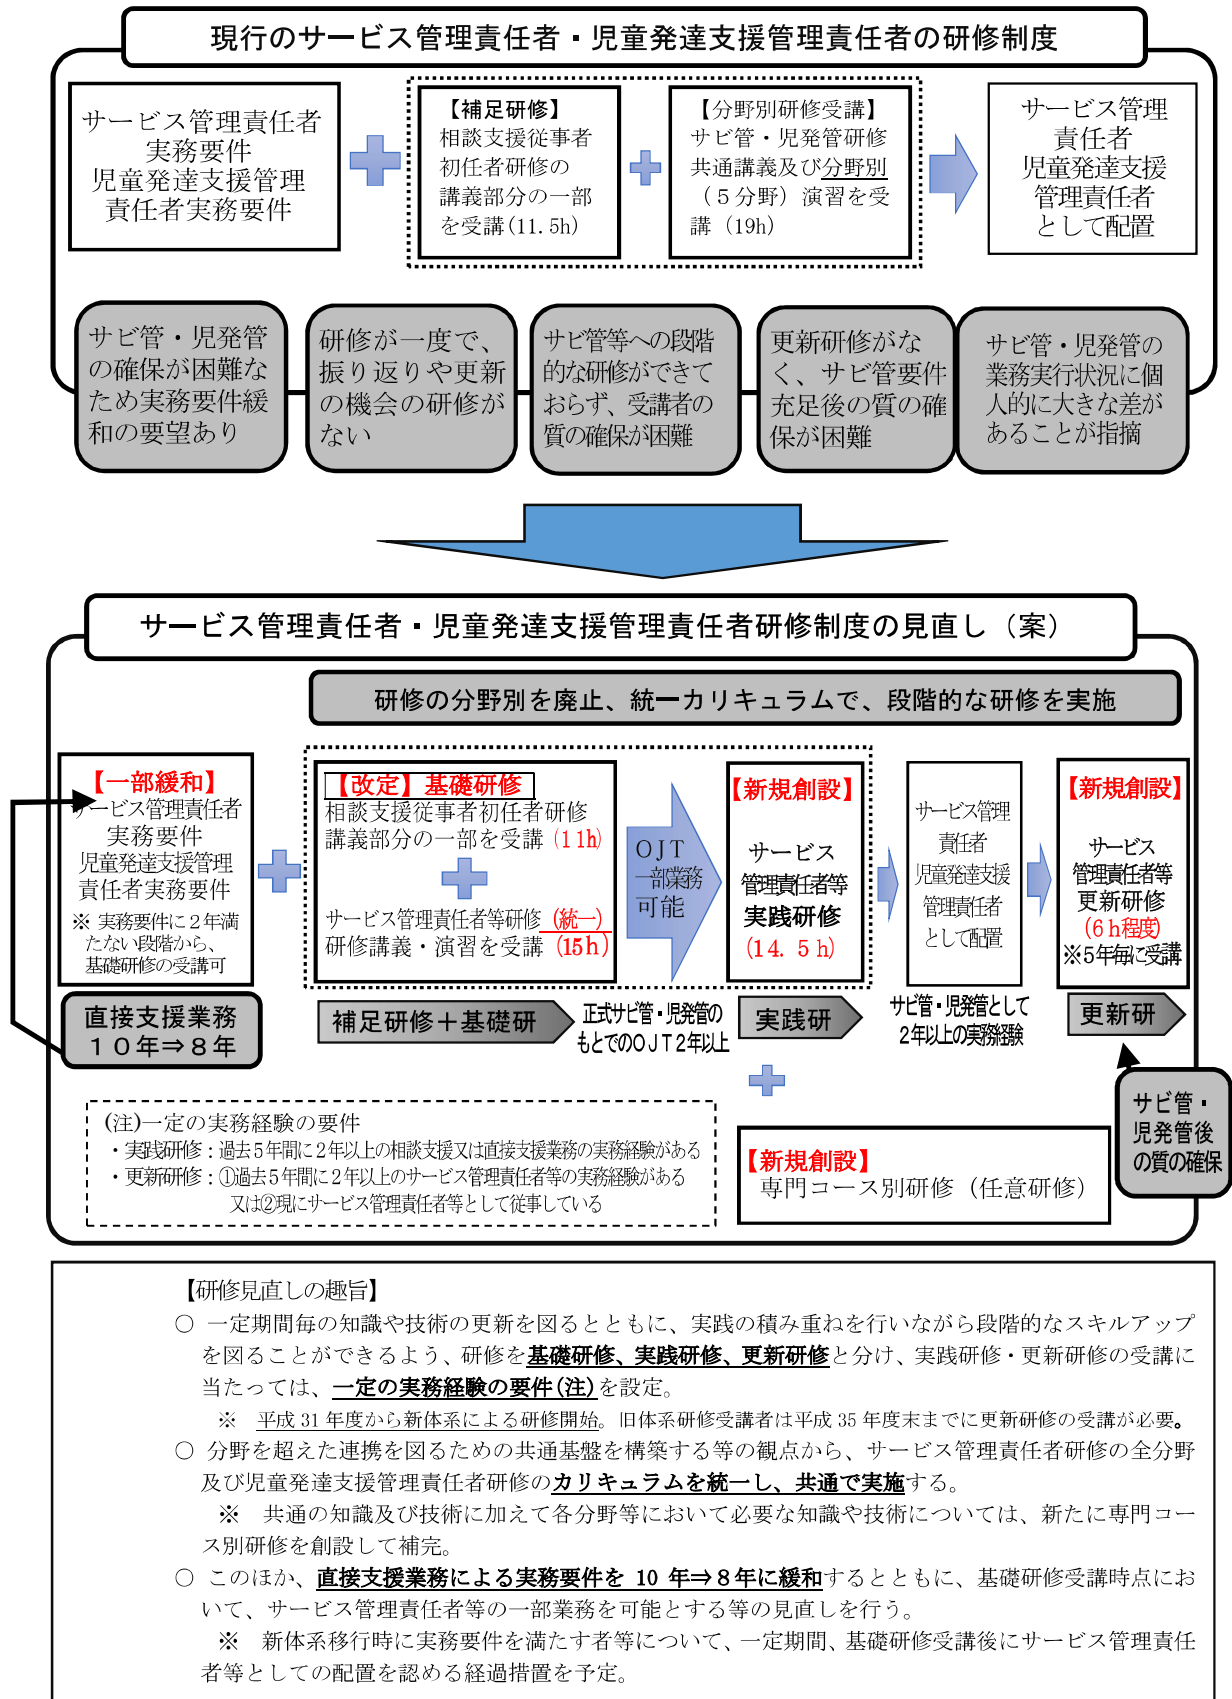 現行のサービス管理責任者・児童発達支援管理責任者の研修制度
サービス管理責任者
実務要件
児童発達支援管理
責任者実務要件
【補足研修】
相談支援従事者
初任者研修の
講義部分の一部
を受講(11.5h)
【分野別研修受講】
サビ管・児発管研修
共通講義及び分野別
（５分野）演習を受
講（19h）
サービス管理
責任者
児童発達支援
管理責任者
として配置
サビ管・児発管
の確保が困難な
ため実務要件緩
和の要望あり
研修が一度で、
振り返りや更新
の機会の研修が
ない
サビ管等への段階
的な研修ができて
おらず、受講者の
質の確保が困難
更新研修がな
く、サビ管要件
充足後の質の確
保が困難
サビ管・児発管の
業務実行状況に個
人的に大きな差が
あることが指摘
サービス管理責任者・児童発達支援管理責任者研修制度の見直し（案）
研修の分野別を廃止、統一カリキュラムで、段階的な研修を実施
【一部緩和】
サービス管理責任者
実務要件
児童発達支援管理
責任者実務要件
※ 実務要件に２年満
たない段階から、
基礎研修の受講可
直接支援業務
１０年⇒８年
【改定】基礎研修
相談支援従事者初任者研修
講義部分の一部を受講（11h）
サービス管理責任者等研修（統一）
研修講義・演習を受講（15h）
補足研修＋基礎研
OJT
一部業務
可能
正式サビ管・児発管の
もとでのＯＪＴ２年以上
【新規創設】
サービス
管理責任者等
実践研修
（14．5ｈ）
実践研
サービス管理
責任者
児童発達支援
管理責任者
として配置
サビ管・児発管として
２年以上の実務経験
【新規創設】
サービス
管理責任者等
更新研修
（6ｈ程度）
※5年毎に受講
更新研
サビ管・
児発管後
の質の確保
(注)一定の実務経験の要件
・実践研修：過去５年間に２年以上の相談支援又は直接支援業務の実務経験がある
・更新研修：①過去５年間に２年以上のサービス管理責任者等の実務経験がある
又は②現にサービス管理責任者等として従事している
【新規創設】
専門コース別研修（任意研修）
【研修見直しの趣旨】
○ 一定期間毎の知識や技術の更新を図るとともに、実践の積み重ねを行いながら段階的なスキルアップ
を図ることができるよう、研修を基礎研修、実践研修、更新研修と分け、実践研修・更新研修の受講に
当たっては、一定の実務経験の要件(注)を設定。
※ 平成 31 年度から新体系による研修開始。旧体系研修受講者は平成 35 年度末までに更新研修の受講が必要。
○ 分野を超えた連携を図るための共通基盤を構築する等の観点から、サービス管理責任者研修の全分野
及び児童発達支援管理責任者研修のカリキュラムを統一し、共通で実施する。
※ 共通の知識及び技術に加えて各分野等において必要な知識や技術については、新たに専門コー
ス別研修を創設して補完。
○ このほか、直接支援業務による実務要件を 10 年⇒８年に緩和するとともに、基礎研修受講時点にお
いて、サービス管理責任者等の一部業務を可能とする等の見直しを行う。
※ 新体系移行時に実務要件を満たす者等について、一定期間、基礎研修受講後にサービス管理責任
者等としての配置を認める経過措置を予定。